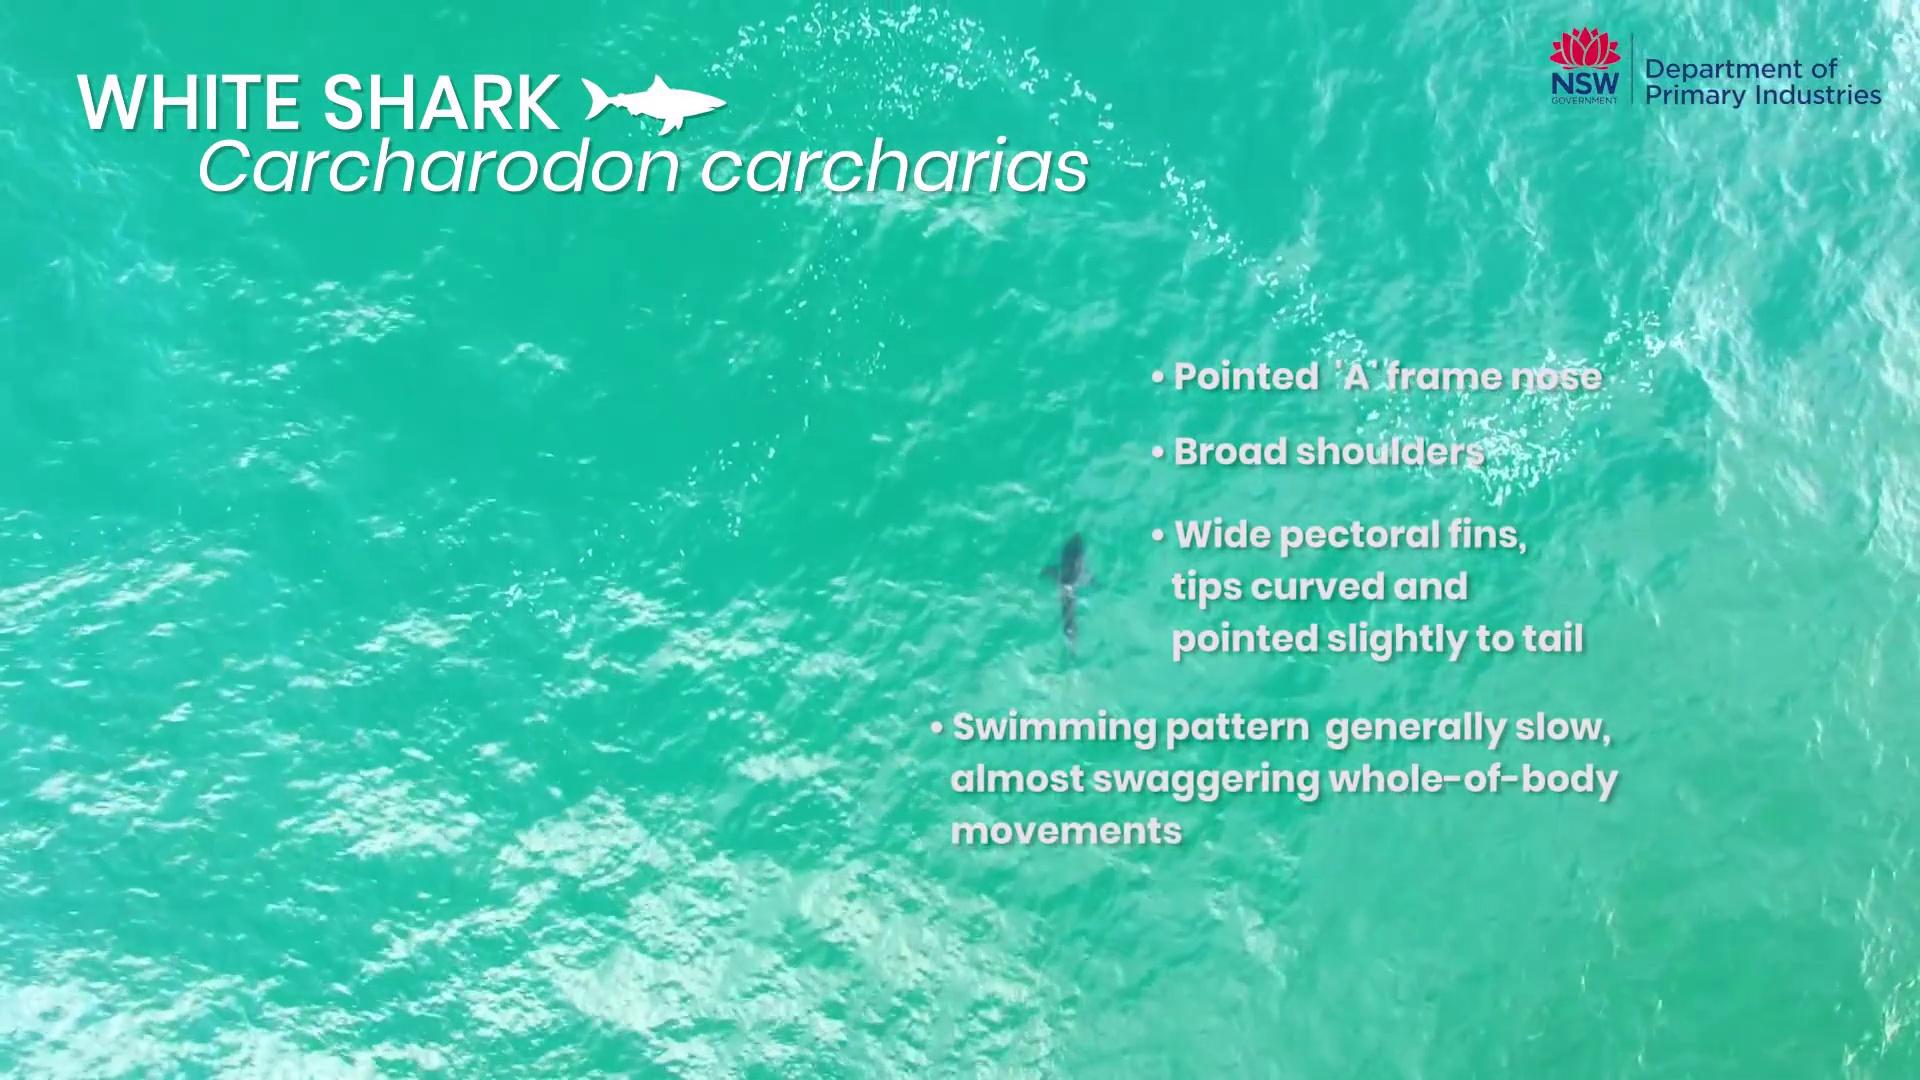 WHITE SHARK
Carcharodon carcharias
NSW
GOVERNMENT
Department of
Primary Industries
• Pointed 'A' frame nose
• Broad shoulders
• Wide pectoral fins,
tips curved and
pointed slightly to tail
• Swimming pattern generally slow,
almost swaggering whole-of-body
movements